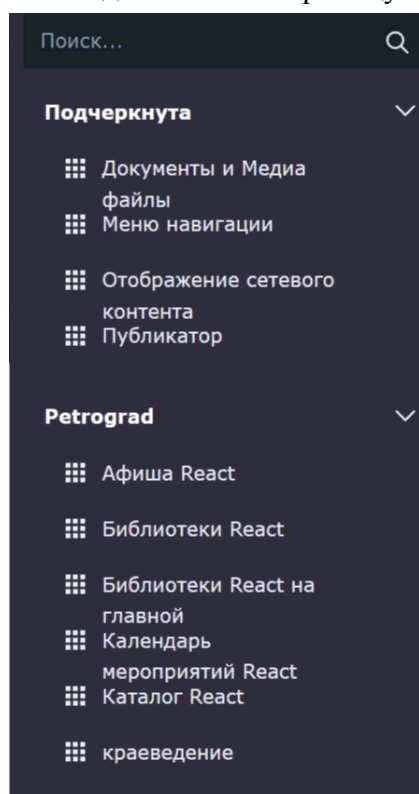 Поиск...
Подчеркнута
Документы и Медиа
файлы
Меню навигации
Отображение сетевого
контента
Публикатор
Petrograd
Афиша React
Библиотеки React
Библиотеки React на
главной
Календарь
мероприятий React
Каталог React
краеведение